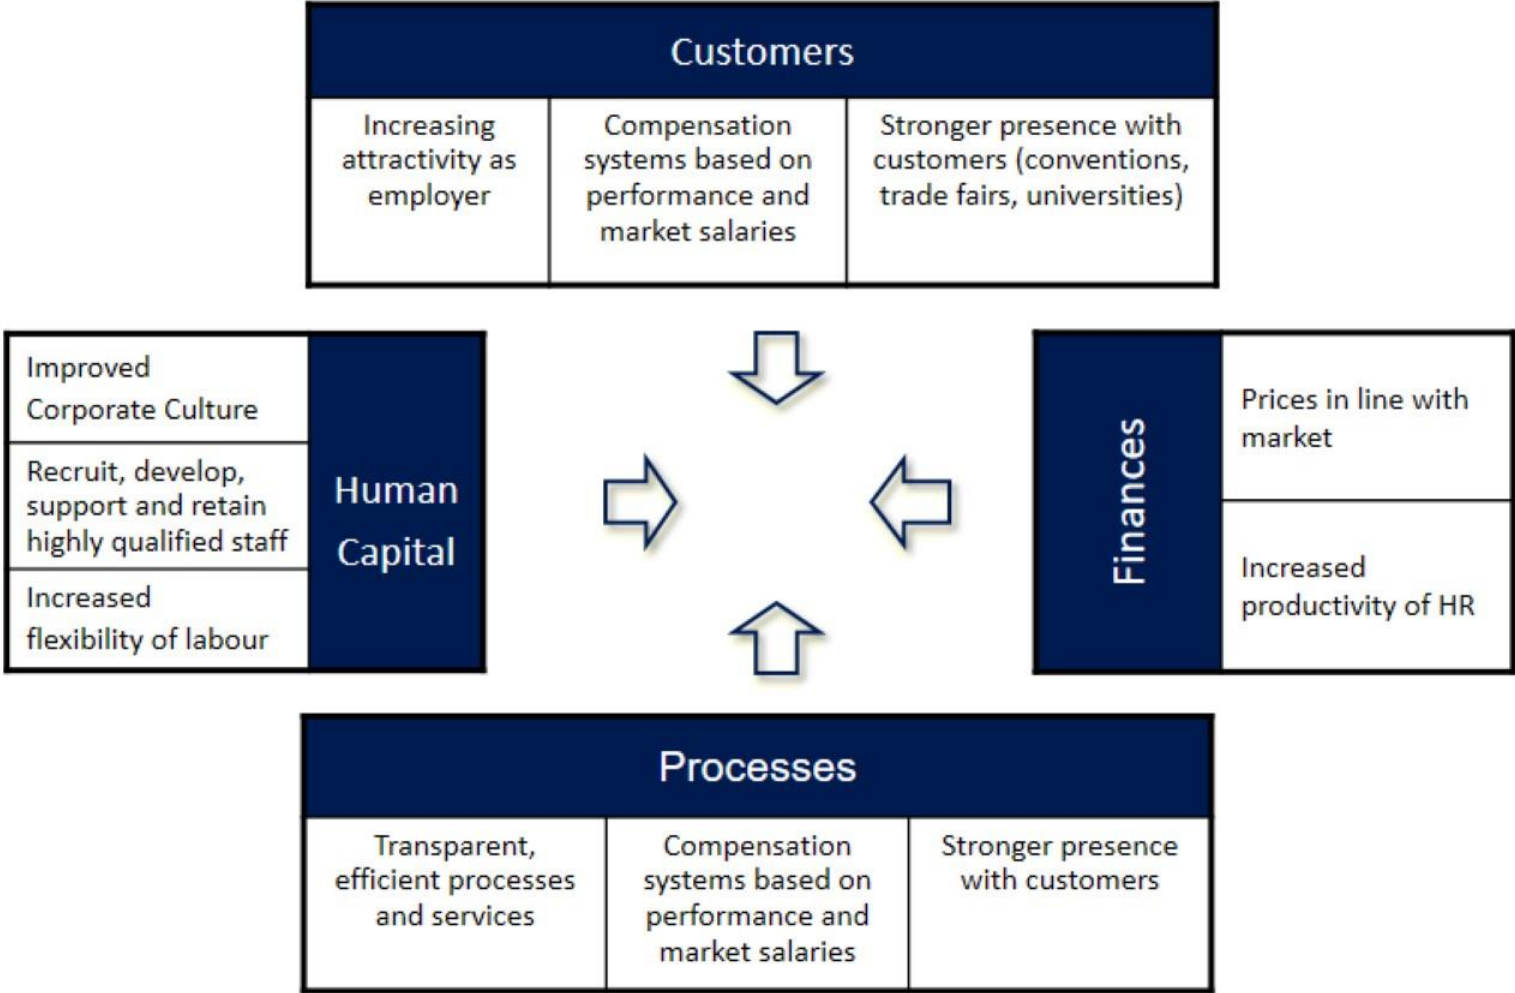 Customers
Increasing
attractivity as
employer
Compensation
systems based on
performance and
market salaries
Stronger presence with
customers (conventions,
trade fairs, universities)
Improved
Corporate Culture
Recruit, develop,
support and retain
highly qualified staff
Increased
flexibility of labour
Human
Capital
Finances
Prices in line with
market
Increased
productivity of HR
Processes
Transparent,
efficient processes
and services
Compensation
systems based on
performance and
market salaries
Stronger presence
with customers